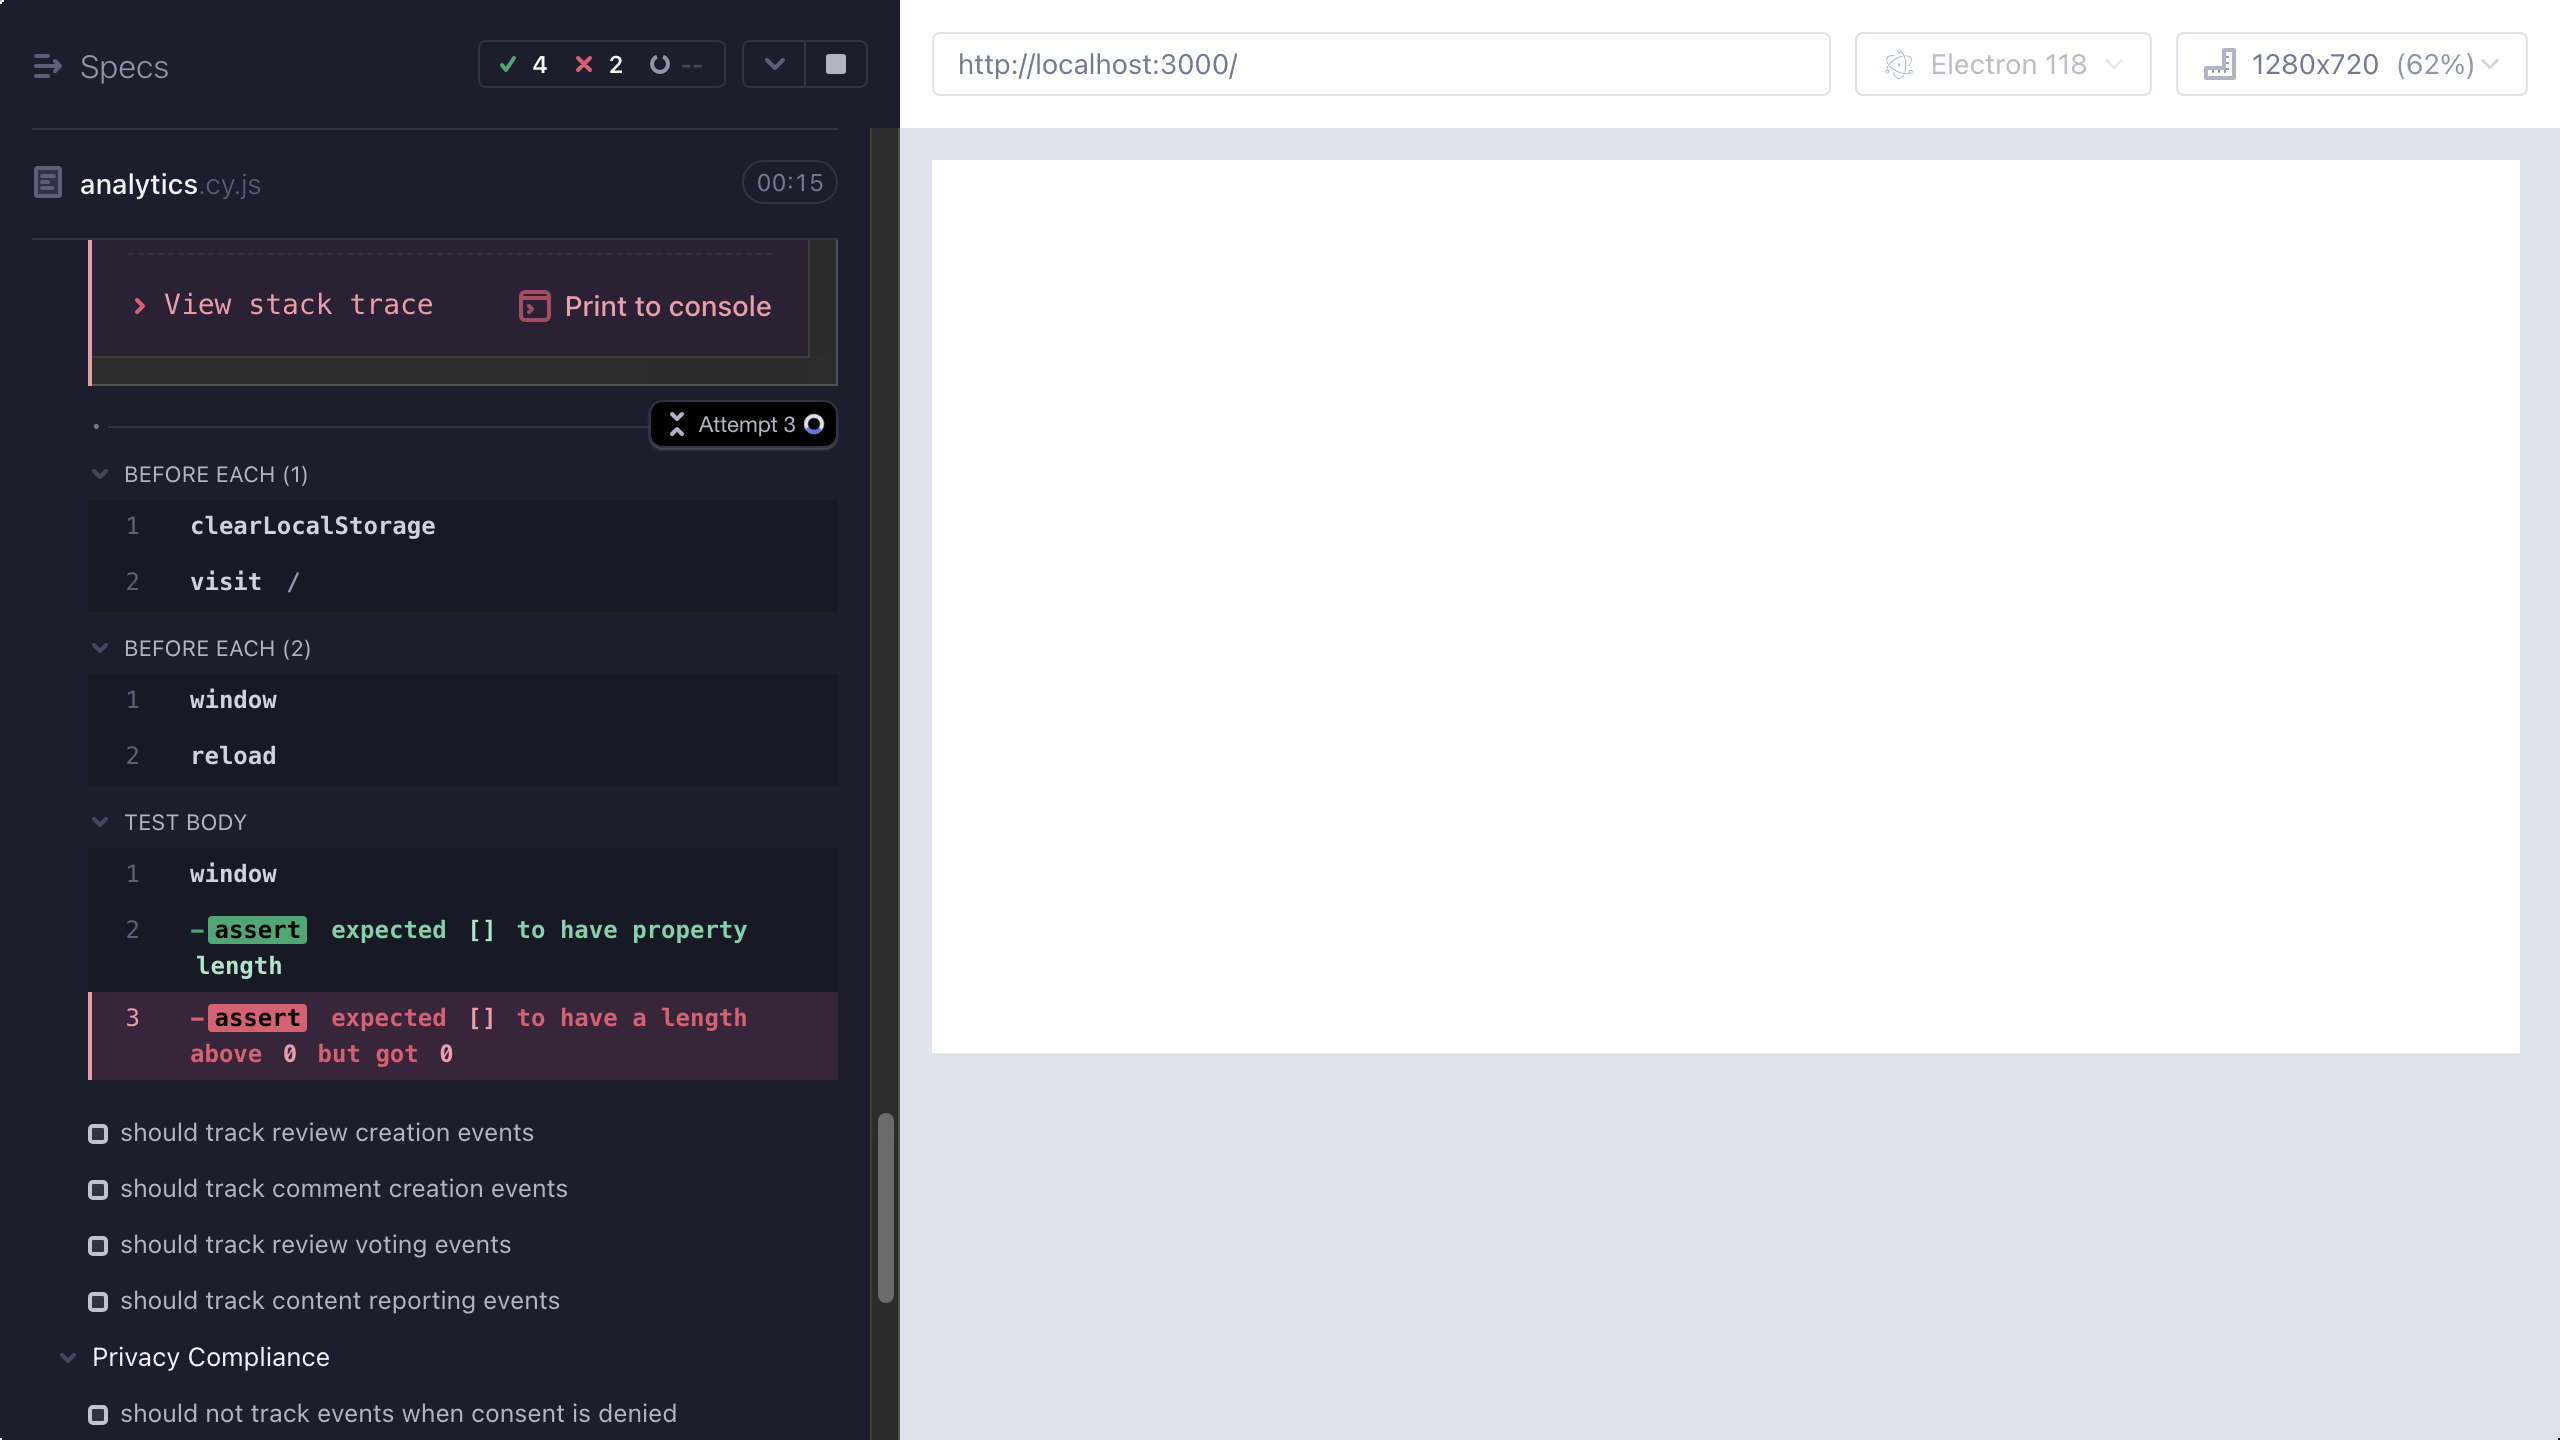 Specs
4 2 --
http://localhost:3000/
Electron 118
1280x720 (62%)
analytics.cy.js
00:15
View stack trace
Print to console
Attempt 3
BEFORE EACH (1)
1 clearLocalStorage
2 visit /
BEFORE EACH (2)
1 window
2 reload
TEST BODY
1 window
2 -assert expected [] to have property
length
3 -assert expected [] to have a length
above 0 but got 0
should track review creation events
should track comment creation events
should track review voting events
should track content reporting events
Privacy Compliance
should not track events when consent is denied